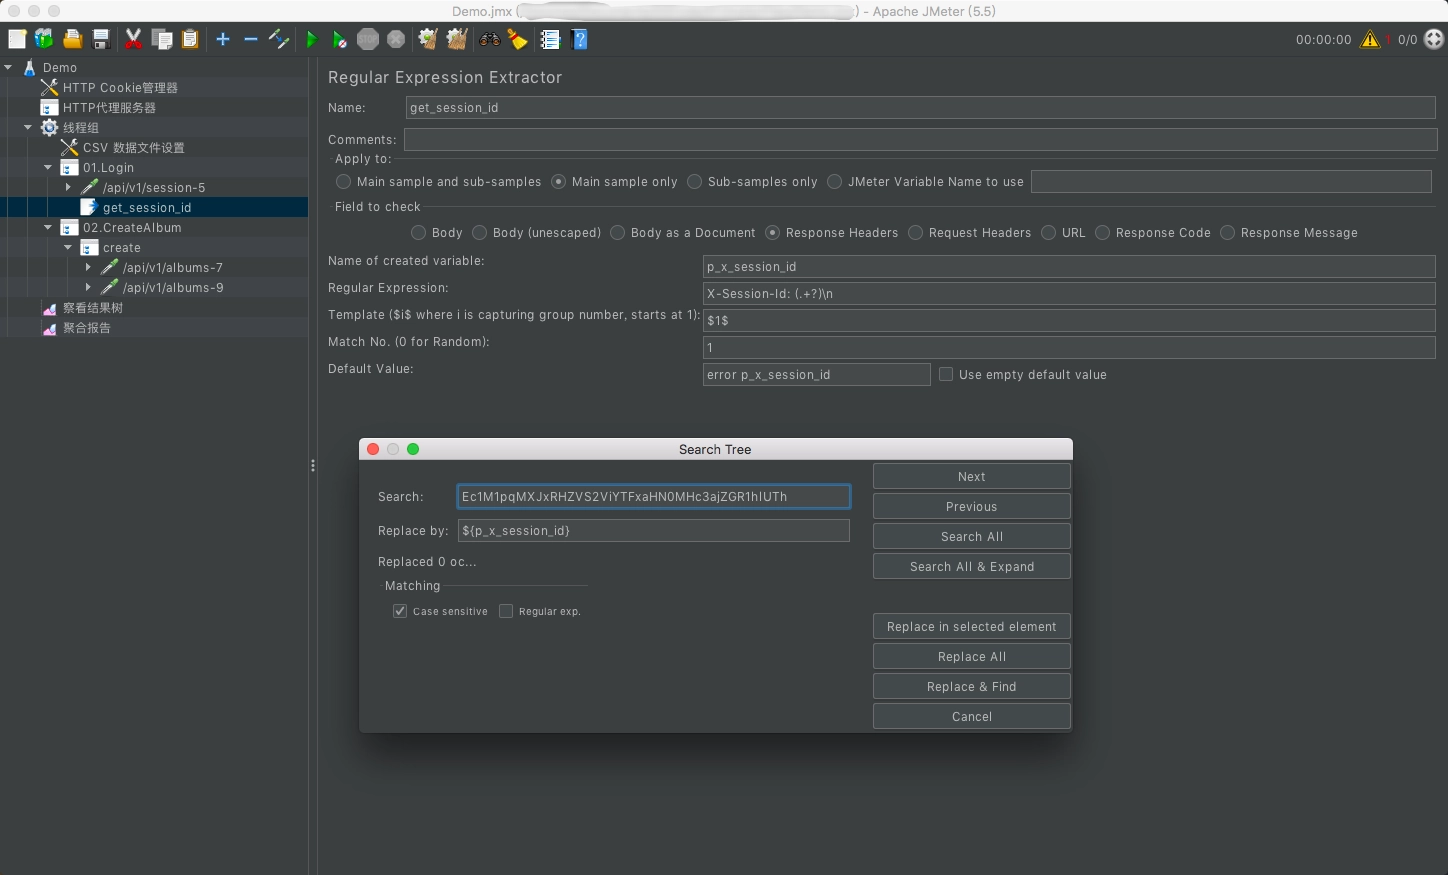 Demo.jmx ( ) - Apache JMeter (5.5)
STOP
?
00:00:00
! 0/0
Demo
HTTP Cookie管理器
HTTP代理服务器
线程组
CSV 数据文件设置
01.Login
/api/v1/session-5
get_session_id
02.CreateAlbum
create
/api/v1/albums-7
/api/v1/albums-9
察看结果树
聚合报告
Regular Expression Extractor
Name: get_session_id
Comments:
Apply to:
Main sample and sub-samples Main sample only Sub-samples only JMeter Variable Name to use
Field to check
Body Body (unescaped) Body as a Document Response Headers Request Headers URL Response Code Response Message
Name of created variable: p_x_session_id
Regular Expression: X-Session-Id: (.+?)\n
Template ($i$ where i is capturing group number, starts at 1): $1$
Match No. (0 for Random): 1
Default Value: error p_x_session_id Use empty default value
Search Tree
Search:
Replace by: ${p_x_session_id}
Replaced 0 oc...
Matching
Case sensitive Regular exp.
Next
Previous
Search All
Search All & Expand
Replace in selected element
Replace All
Replace & Find
Cancel